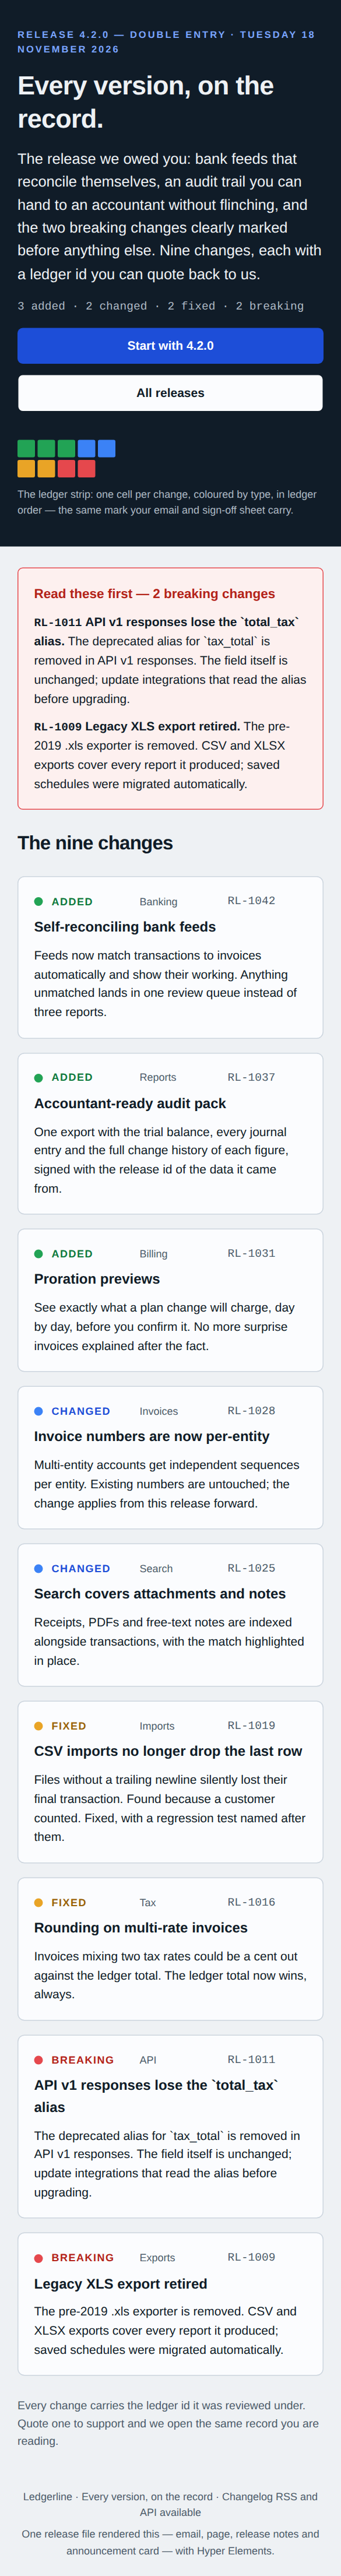 RELEASE 4.2.0 — DOUBLE ENTRY · TUESDAY 18
NOVEMBER 2026
Every version, on the
record.
The release we owed you: bank feeds that
reconcile themselves, an audit trail you can
hand to an accountant without flinching, and
the two breaking changes clearly marked
before anything else. Nine changes, each with
a ledger id you can quote back to us.
3 added · 2 changed · 2 fixed · 2 breaking
Start with 4.2.0
All releases
The ledger strip: one cell per change, coloured by type, in ledger
order — the same mark your email and sign-off sheet carry.
Read these first — 2 breaking changes
RL-1011 API v1 responses lose the `total_tax`
alias. The deprecated alias for `tax_total` is
removed in API v1 responses. The field itself is
unchanged; update integrations that read the alias
before upgrading.
RL-1009 Legacy XLS export retired. The pre-
2019 .xls exporter is removed. CSV and XLSX
exports cover every report it produced; saved
schedules were migrated automatically.
The nine changes
ADDED Banking RL-1042
Self-reconciling bank feeds
Feeds now match transactions to invoices
automatically and show their working. Anything
unmatched lands in one review queue instead of
three reports.
ADDED Reports RL-1037
Accountant-ready audit pack
One export with the trial balance, every journal
entry and the full change history of each figure,
signed with the release id of the data it came
from.
ADDED Billing RL-1031
Proration previews
See exactly what a plan change will charge, day
by day, before you confirm it. No more surprise
invoices explained after the fact.
CHANGED Invoices RL-1028
Invoice numbers are now per-entity
Multi-entity accounts get independent sequences
per entity. Existing numbers are untouched; the
change applies from this release forward.
CHANGED Search RL-1025
Search covers attachments and notes
Receipts, PDFs and free-text notes are indexed
alongside transactions, with the match highlighted
in place.
FIXED Imports RL-1019
CSV imports no longer drop the last row
Files without a trailing newline silently lost their
final transaction. Found because a customer
counted. Fixed, with a regression test named after
them.
FIXED Tax RL-1016
Rounding on multi-rate invoices
Invoices mixing two tax rates could be a cent out
against the ledger total. The ledger total now wins,
always.
BREAKING API RL-1011
API v1 responses lose the `total_tax`
alias
The deprecated alias for `tax_total` is removed in
API v1 responses. The field itself is unchanged;
update integrations that read the alias before
upgrading.
BREAKING Exports RL-1009
Legacy XLS export retired
The pre-2019 .xls exporter is removed. CSV and
XLSX exports cover every report it produced;
saved schedules were migrated automatically.
Every change carries the ledger id it was reviewed under.
Quote one to support and we open the same record you are
reading.
Ledgerline · Every version, on the record · Changelog RSS and
API available
One release file rendered this — email, page, release notes and
announcement card — with Hyper Elements.